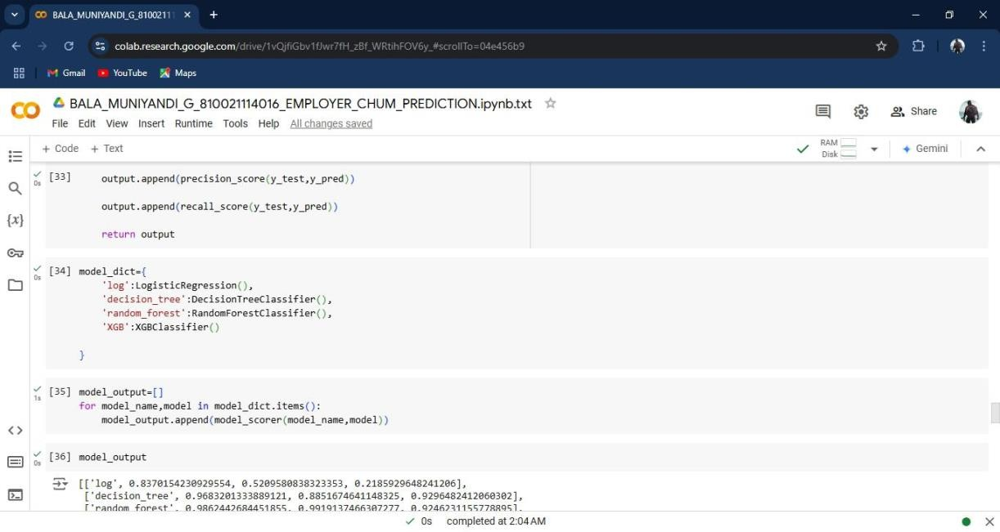 BALA_MUNIYANDI_G_8100211
colab.research.google.com/drive/1vQjfiGbv1fJwr7fH_zBf_WRtihFOV6y_#scrollTo=04e456b9
Gmail YouTube Maps
BALA_MUNIYANDI_G_810021114016_EMPLOYER_CHUM_PREDICTION.ipynb.txt
File Edit View Insert Runtime Tools Help All changes saved
Share
+ Code + Text
RAM
Disk
Gemini
[33] output.append(precision_score(y_test,y_pred))
0s
output.append(recall_score(y_test,y_pred))
return output
[34] model_dict={
0s
'log':LogisticRegression(),
'decision_tree':DecisionTreeClassifier(),
'random_forest':RandomForestClassifier(),
'XGB':XGBClassifier()
}
[35] model_output=[]
1s
for model_name,model in model_dict.items():
model_output.append(model_scorer(model_name,model))
[36] model_output
0s
[['log', 0.8370154230929554, 0.5209580838323353, 0.2185929648241206],
['decision_tree', 0.9683201333889121, 0.8851674641148325, 0.9296482412060302],
['random_forest', 0.9862442684451855, 0.9919137466307277, 0.9246231155778895],
0s completed at 2:04 AM